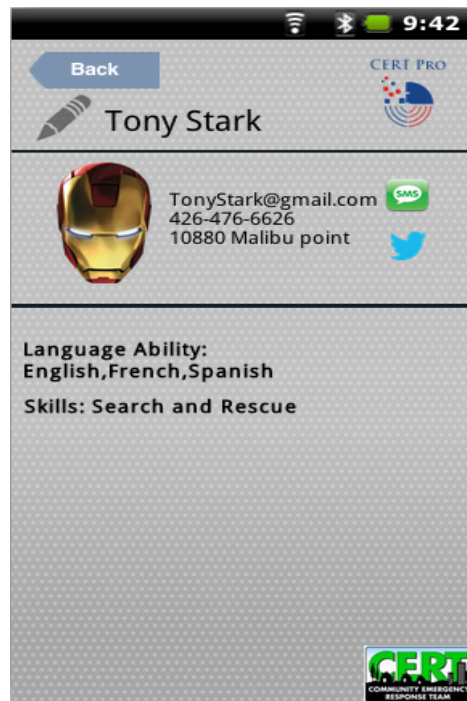 9:42
Back
CERT PRO
Tony Stark
TonyStark@gmail.com
SMS
426-476-6626
10880 Malibu point
Language Ability:
English,French,Spanish
Skills: Search and Rescue
CERT
COMMUNITY EMERGENCY
RESPONSE TEAM